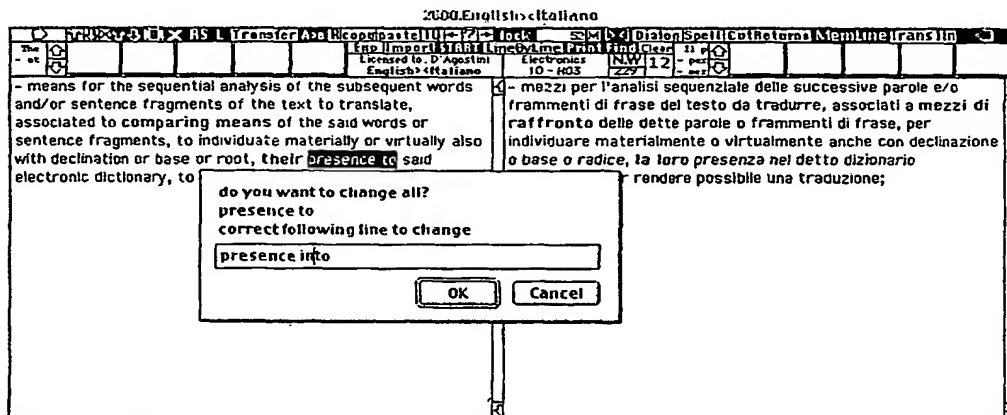 2000.English><Italiano
Transfer
lock
Dialog Spell CutReturns MemLine Trans Iln
Exp Import START LineByLine Print Find Clear
The
- at
Licensed to. D'Agostini
English><Italiano
Electronics
10 - H03
N.W
229
12
- means for the sequential analysis of the subsequent words
and/or sentence fragments of the text to translate,
associated to comparing means of the said words or
sentence fragments, to individuate materially or virtually also
with declination or base or root, their presence to said
electronic dictionary, to
- mezzi per l'analisi sequenziale delle successive parole e/o
frammenti di frase del testo da tradurre, associati a mezzi di
raffronto delle dette parole o frammenti di frase, per
individuare materialmente o virtualmente anche con declinazione
o base o radice, la loro presenza nel detto dizionario
rendere possibile una traduzione;
do you want to change all?
presence to
correct following line to change
presence into
OK
Cancel